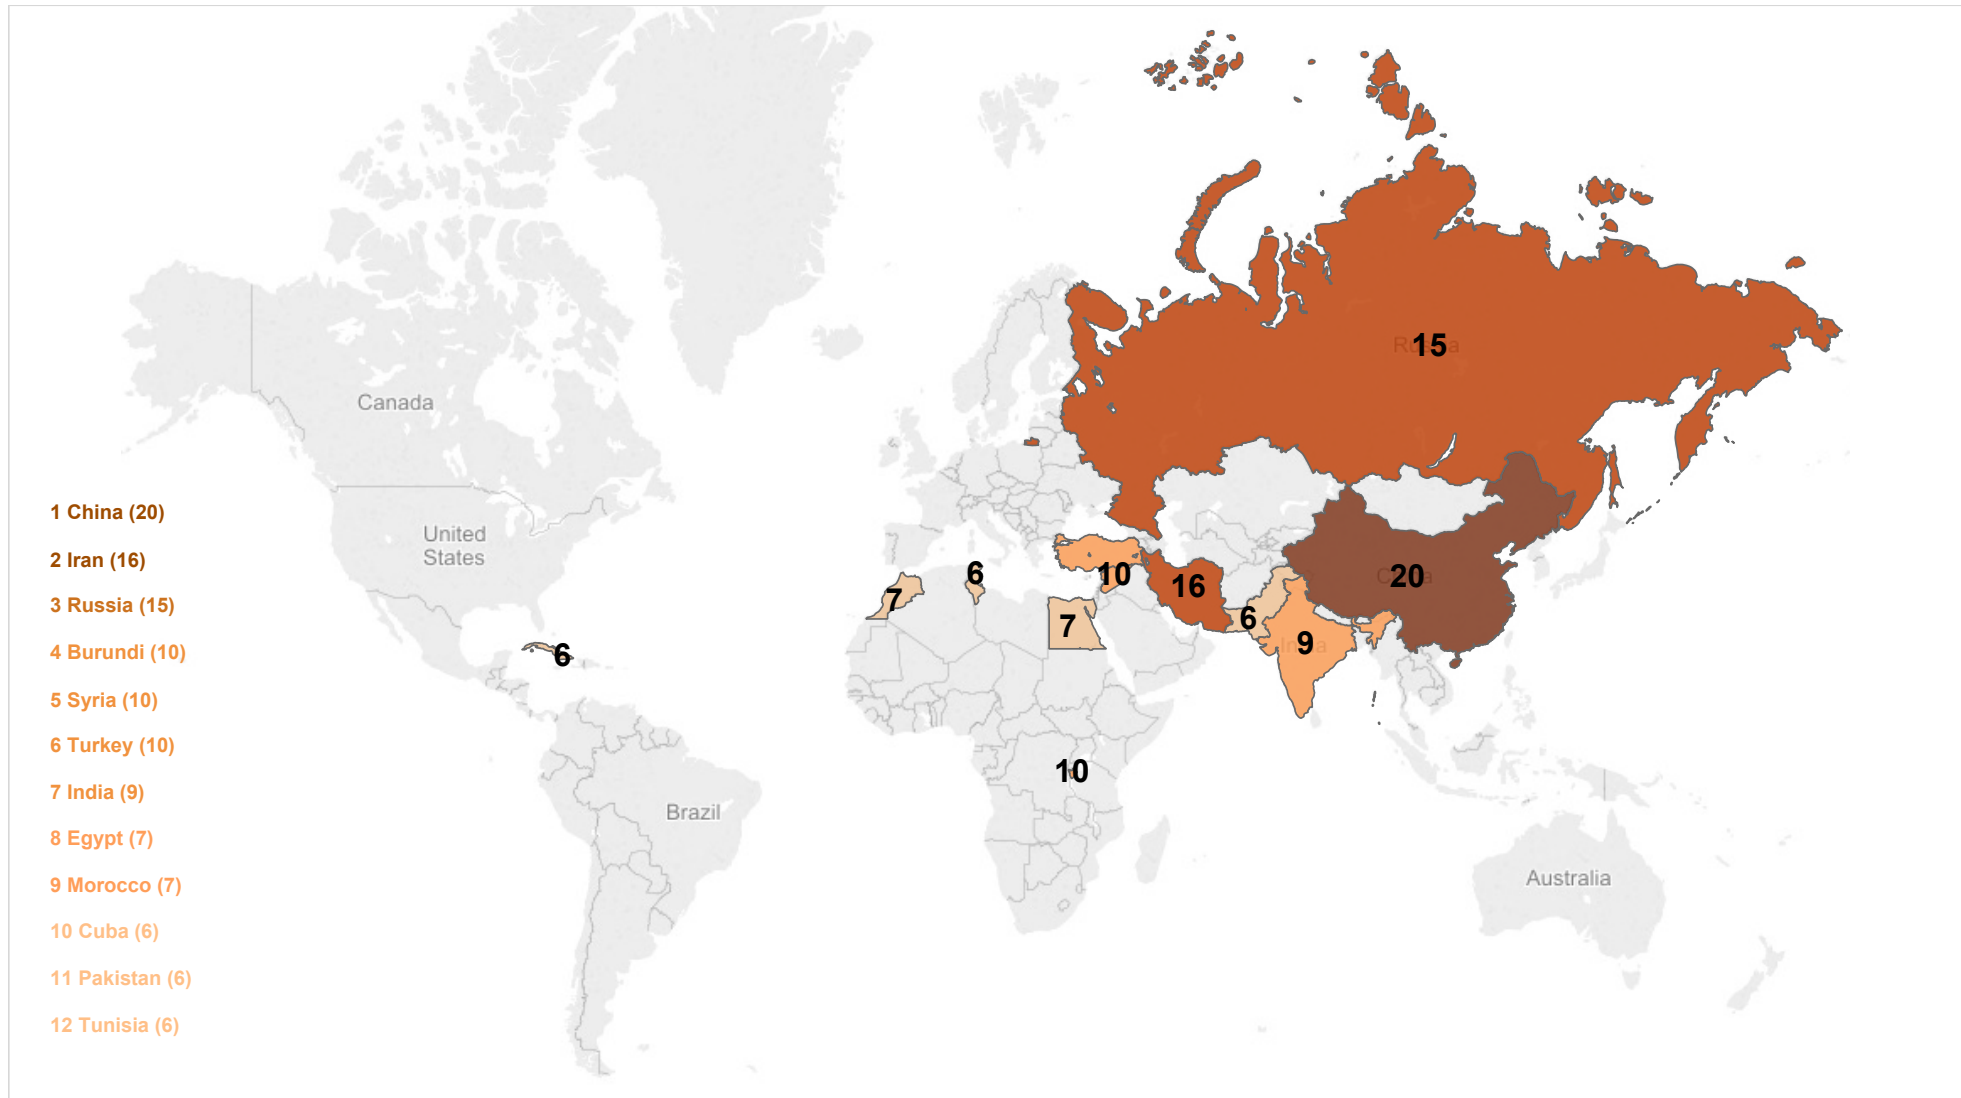 15
Canada
1 China (20)
United
States
2 Iran (16)
6
10
20
16
3 Russia (15)
7
6
7
9
India
4 Burundi (10)
6
5 Syria (10)
6 Turkey (10)
10
7 India (9)
Brazil
8 Egypt (7)
Australia
9 Morocco (7)
10 Cuba (6)
11 Pakistan (6)
12 Tunisia (6)